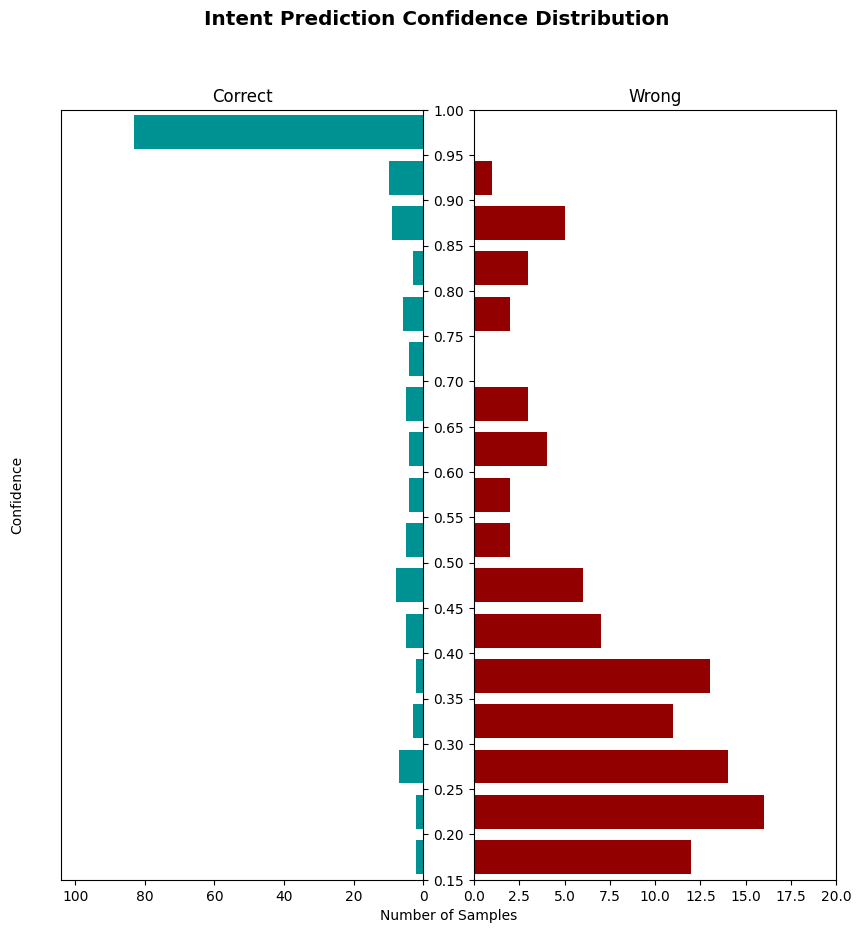 Intent Prediction Confidence Distribution
Correct
Wrong
1.00
0.95
0.90
0.85
0.80
0.75
0.70
0.65
0.60
0.55
0.50
0.45
0.40
0.35
0.30
0.25
0.20
0.15
Confidence
100 80 60 40 20 0
0.0 2.5 5.0 7.5 10.0 12.5 15.0 17.5 20.0
Number of Samples